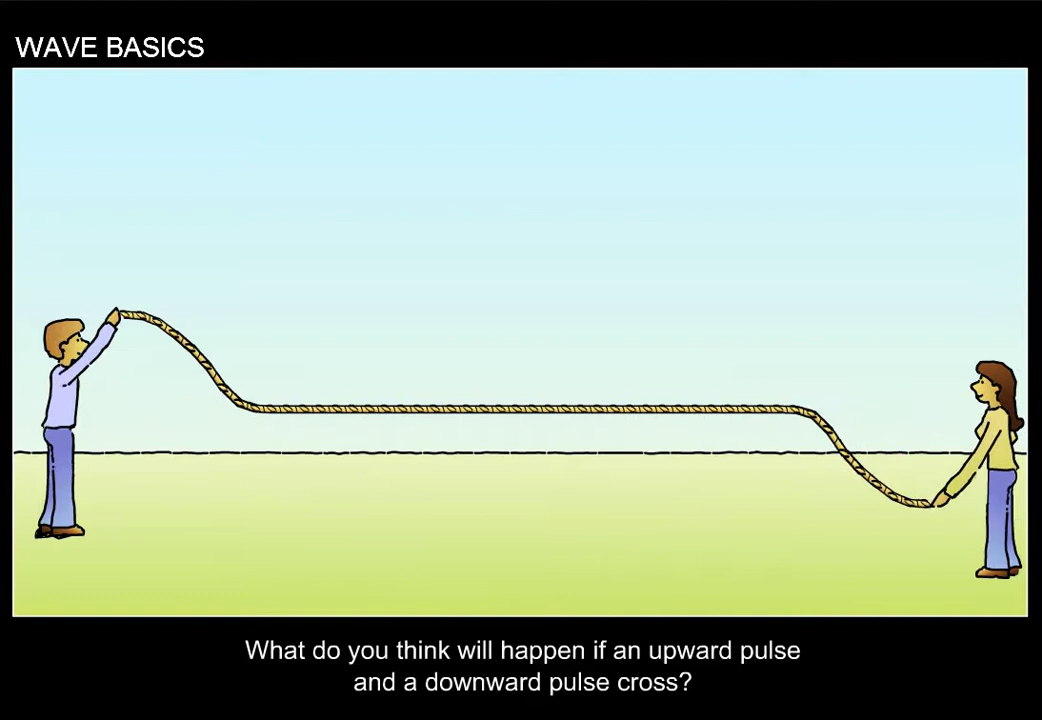 WAVE BASICS
What do you think will happen if an upward pulse
and a downward pulse cross?